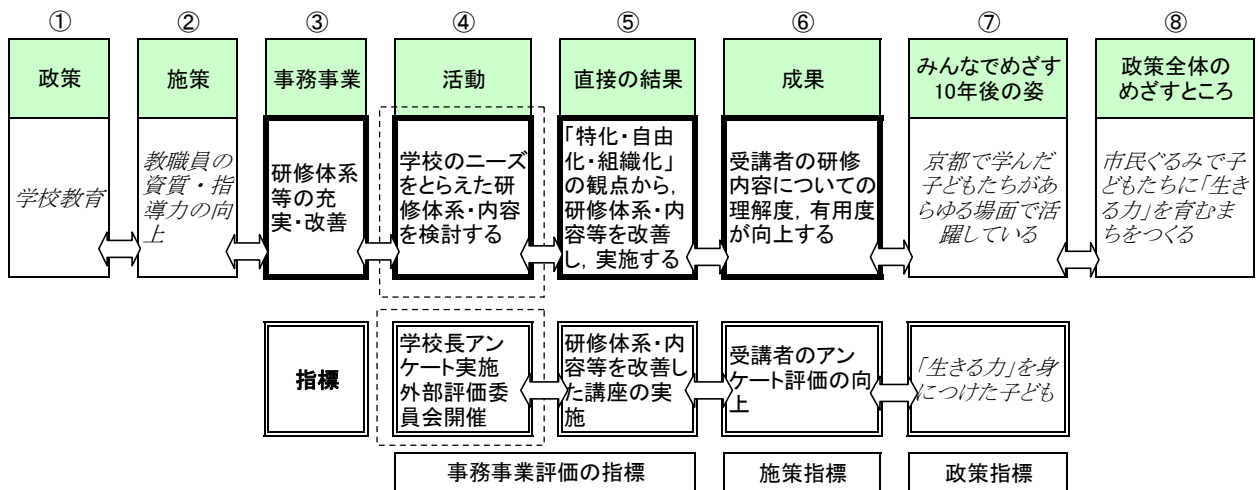 ①
②
③
④
⑤
⑥
⑦
⑧
政策
施策
事務事業
活動
直接の結果
成果
みんなでめざす
10年後の姿
政策全体の
めざすところ
学校教育
教職員の
資質・指
導力の向
上
研修体系
等の充
実・改善
学校のニーズ
をとらえた研
修体系・内容
を検討する
「特化・自由
化・組織化」
の観点から，
研修体系・内
容等を改善
し，実施する
受講者の研修
内容についての
理解度，有用度
が向上する
京都で学んだ
子どもたちがあ
らゆる場面で活
躍している
市民ぐるみで子
どもたちに「生き
る力」を育むま
ちをつくる
指標
学校長アン
ケート実施
外部評価委
員会開催
研修体系・内
容等を改善し
た講座の実
施
受講者のアン
ケート評価の向
上
「生きる力」を身
につけた子ども
事務事業評価の指標
施策指標
政策指標